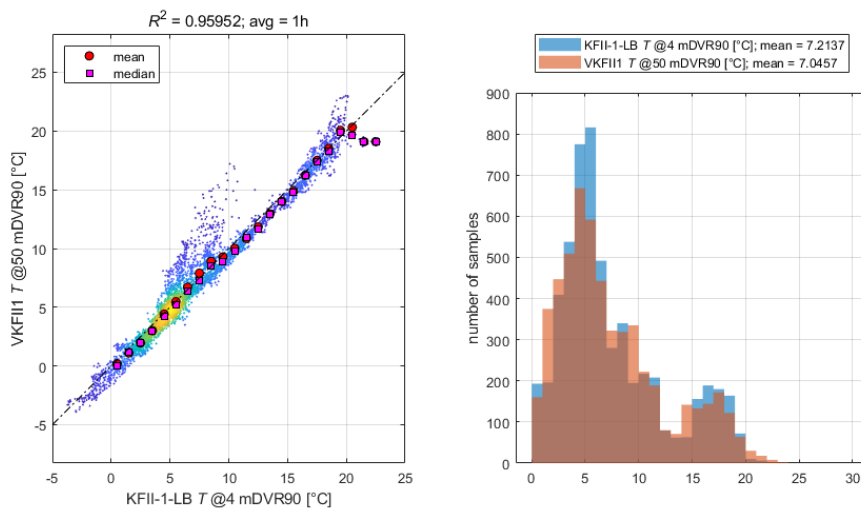 R² = 0.95952; avg = 1h
mean
median
25
20
15
10
5
0
-5
VKFII1 T @50 mDVR90 [°C]
-5 0 5 10 15 20 25
KFII-1-LB T @4 mDVR90 [°C]
KFII-1-LB T @4 mDVR90 [°C]; mean = 7.2137
VKFII1 T @50 mDVR90 [°C]; mean = 7.0457
900
800
700
600
500
400
300
200
100
0
number of samples
0 5 10 15 20 25 30